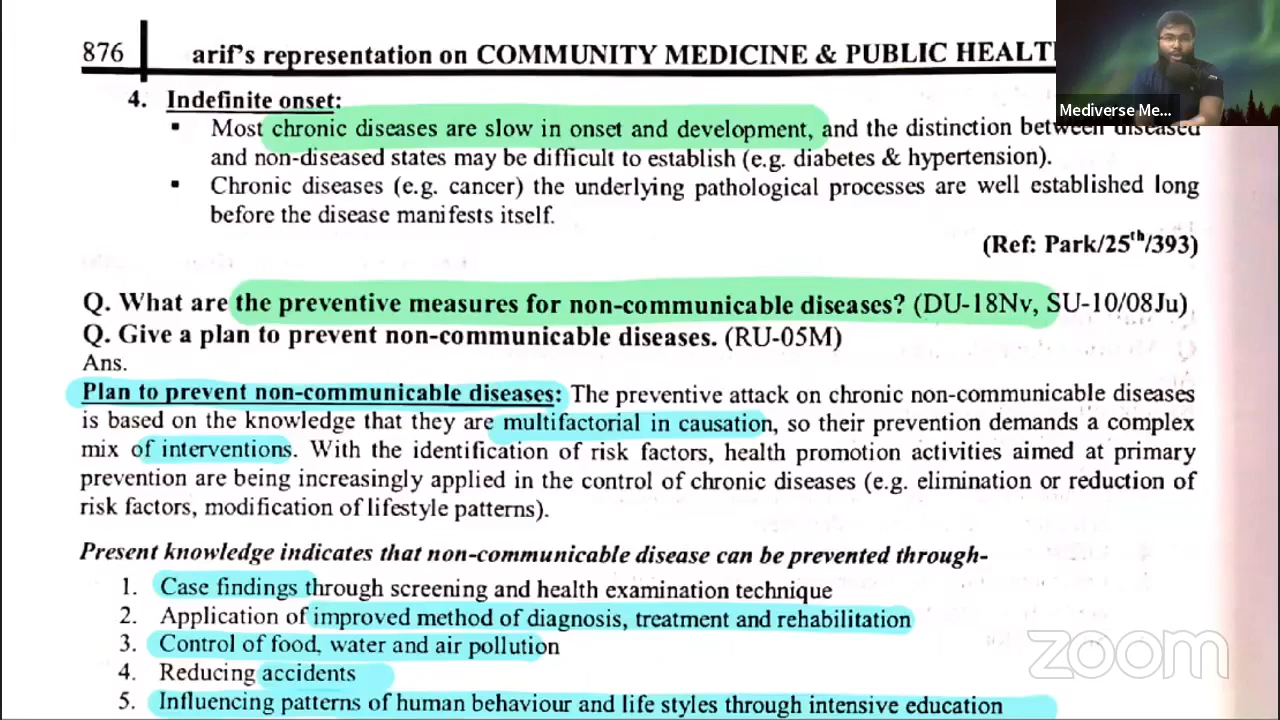 876 arif's representation on COMMUNITY MEDICINE & PUBLIC HEALT
Mediverse Me...
4. Indefinite onset:
▪ Most chronic diseases are slow in onset and development, and the distinction between diseased
and non-diseased states may be difficult to establish (e.g. diabetes & hypertension).
▪ Chronic diseases (e.g. cancer) the underlying pathological processes are well established long
before the disease manifests itself.
(Ref: Park/25th/393)
Q. What are the preventive measures for non-communicable diseases? (DU-18Nv, SU-10/08Ju)
Q. Give a plan to prevent non-communicable diseases. (RU-05M)
Ans.
Plan to prevent non-communicable diseases: The preventive attack on chronic non-communicable diseases
is based on the knowledge that they are multifactorial in causation, so their prevention demands a complex
mix of interventions. With the identification of risk factors, health promotion activities aimed at primary
prevention are being increasingly applied in the control of chronic diseases (e.g. elimination or reduction of
risk factors, modification of lifestyle patterns).
Present knowledge indicates that non-communicable disease can be prevented through-
1. Case findings through screening and health examination technique
2. Application of improved method of diagnosis, treatment and rehabilitation
3. Control of food, water and air pollution
4. Reducing accidents
5. Influencing patterns of human behaviour and life styles through intensive education
zoom